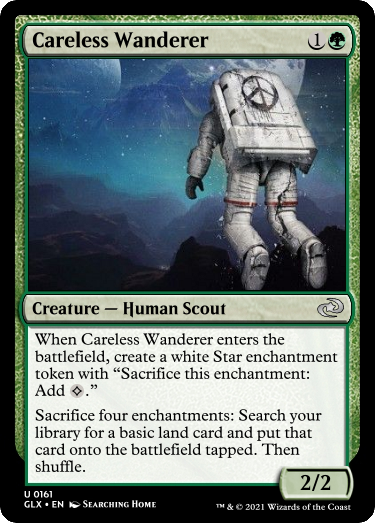 Careless Wanderer 1
Creature — Human Scout
When Careless Wanderer enters the
battlefield, create a white Star enchantment
token with “Sacrifice this enchantment:
Add .”
Sacrifice four enchantments: Search your
library for a basic land card and put that
card onto the battlefield tapped. Then
shuffle.
2/2
U 0161
GLX • EN Searching Home
™ & © 2021 Wizards of the Coast